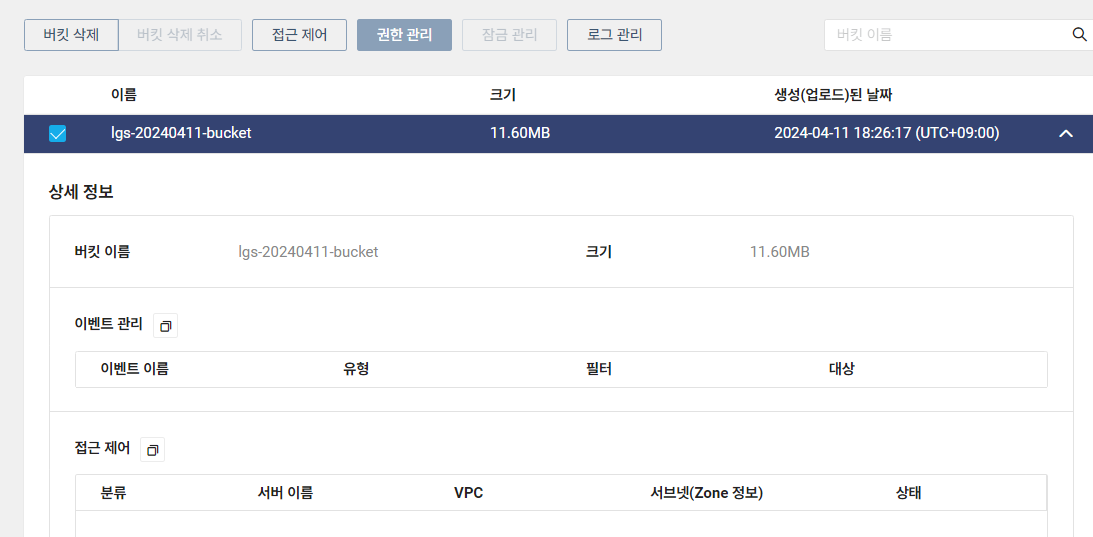 버킷 삭제 버킷 삭제 취소 접근 제어 권한 관리 잠금 관리 로그 관리 버킷 이름
이름 크기 생성(업로드)된 날짜
lgs-20240411-bucket 11.60MB 2024-04-11 18:26:17 (UTC+09:00)
상세 정보
버킷 이름 lgs-20240411-bucket 크기 11.60MB
이벤트 관리
이벤트 이름 유형 필터 대상
접근 제어
분류 서버 이름 VPC 서브넷(Zone 정보) 상태